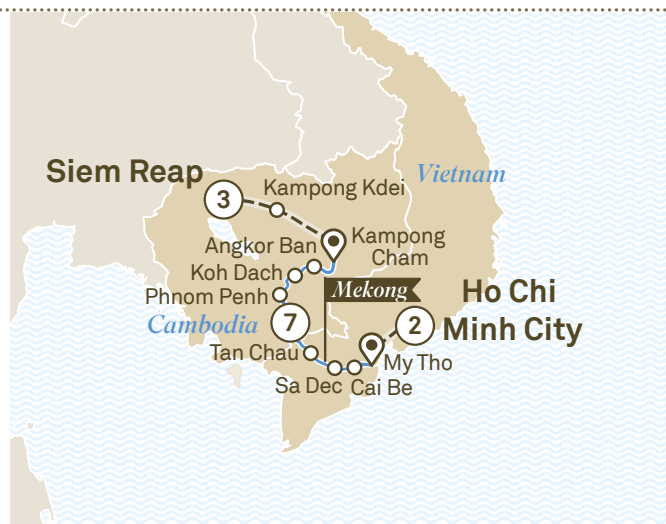 Siem Reap
3
Kampong Kdei
Vietnam
Angkor Ban
Kampong
Cham
Koh Dach
Phnom Penh
Mekong
Ho Chi
Minh City
2
Cambodia
7
Tan Chau
My Tho
Sa Dec
Cai Be